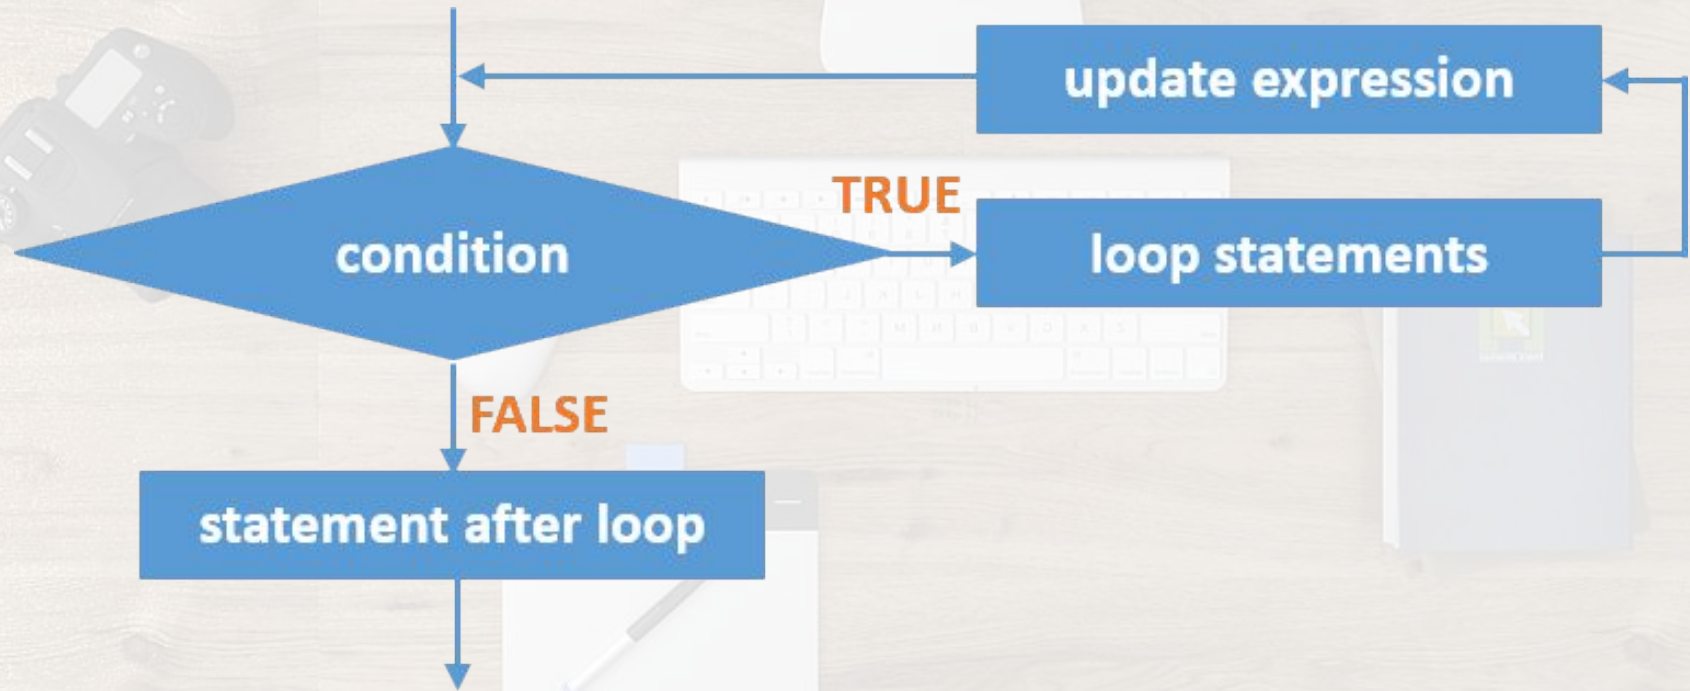 update expression
TRUE
condition
loop statements
FALSE
statement after loop